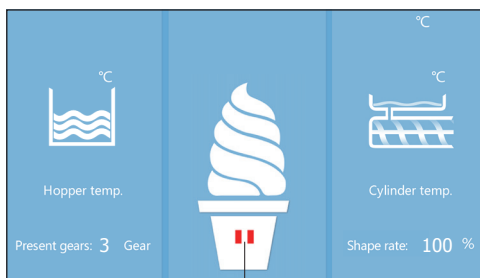 °C
°C
°C
Hopper temp.
Cylinder temp.
Present gears: 3 Gear
Shape rate: 100 %